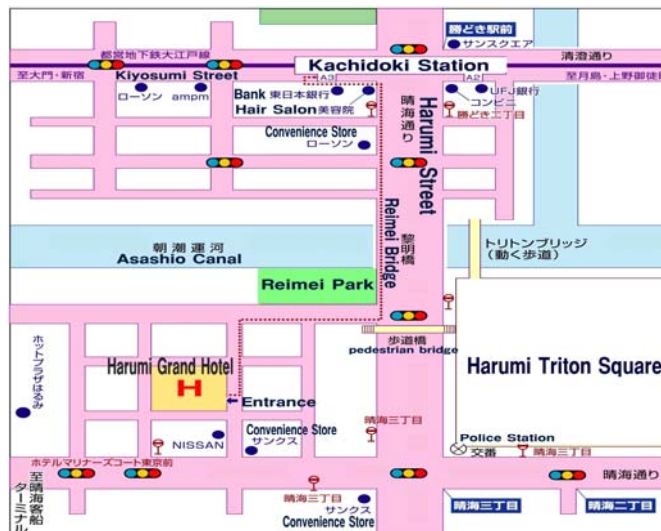 勝どき駅前
サンスクエア
都営地下鉄大江戸線
清澄通り
Kachidoki Station
至大門・新宿
Kiyosumi Street
A3
A2
至月島・上野御徒
ローソン
ampm
Bank 東日本銀行
Hair Salon 美容院
UFJ銀行
コンビニ
勝どき二丁目
Convenience Store
ローソン
晴海通り
Harumi Street
Reimei Bridge
黎明橋
朝潮運河
Asashio Canal
トリトンブリッジ
(動く歩道)
Reimei Park
歩道橋
pedestrian bridge
ホットプラザはるみ
Harumi Grand Hotel
H
Harumi Triton Square
Entrance
NISSAN
Convenience Store
サンクス
Police Station
交番
晴海三丁目
ホテルマリナーズコート東京前
至晴海客船
ターミナル
晴海三丁目
サンクス
Convenience Store
晴海三丁目
晴海二丁目
晴海通り